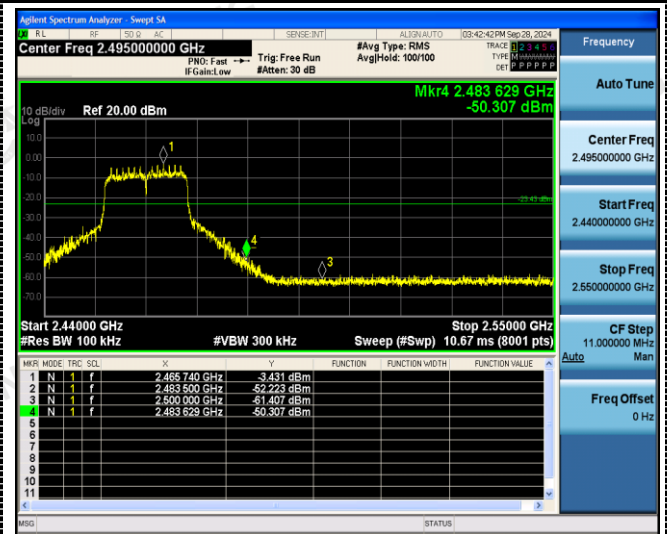 Agilent Spectrum Analyzer - Swept SA
RL RF 50 Ω AC SENSE:INT ALIGNAUTO 03:42:42 PM Sep 28, 2024
Center Freq 2.495000000 GHz
PNO: Fast
IFGain:Low
Trig: Free Run
#Atten: 30 dB
#Avg Type: RMS
Avg|Hold: 100/100
TRACE 1 2 3 4 5 6
TYPE M
DET P P P P P P
Mkr4 2.483 629 GHz
-50.307 dBm
10 dB/div Ref 20.00 dBm
Log
10.0
0.00
-10.0
-20.0
-30.0
-40.0
-50.0
-60.0
-70.0
1
4
3
-23.43 dBm
Start 2.44000 GHz Stop 2.55000 GHz
#Res BW 100 kHz #VBW 300 kHz Sweep (#Swp) 10.67 ms (8001 pts)
MKR MODE TRC SCL X Y FUNCTION FUNCTION WIDTH FUNCTION VALUE
1 N 1 f 2.465 740 GHz -3.431 dBm
2 N 1 f 2.483 500 GHz -52.223 dBm
3 N 1 f 2.500 000 GHz -61.407 dBm
4 N 1 f 2.483 629 GHz -50.307 dBm
5
6
7
8
9
10
11
MSG STATUS
Frequency
Auto Tune
Center Freq
2.495000000 GHz
Start Freq
2.440000000 GHz
Stop Freq
2.550000000 GHz
CF Step
11.000000 MHz
Auto Man
Freq Offset
0 Hz